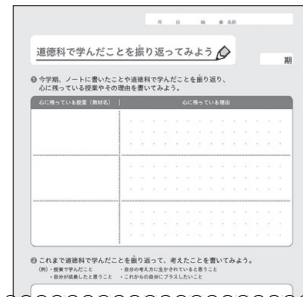 月 日 組 番 名前
道徳科で学んだことを振り返ってみよう
期
❶ 今学期、ノートに書いたことや道徳科で学んだことを振り返り、
心に残っている授業やその理由を書いてみよう。
心に残っている授業（教材名）
心に残っている理由
❷ これまで道徳科で学んだことを振り返って、考えたことを書いてみよう。
（例）・授業で学んだこと ・自分の考え方に生かされていると思うこと
・自分が成長したと思うこと ・これからの自分にプラスしたいこと